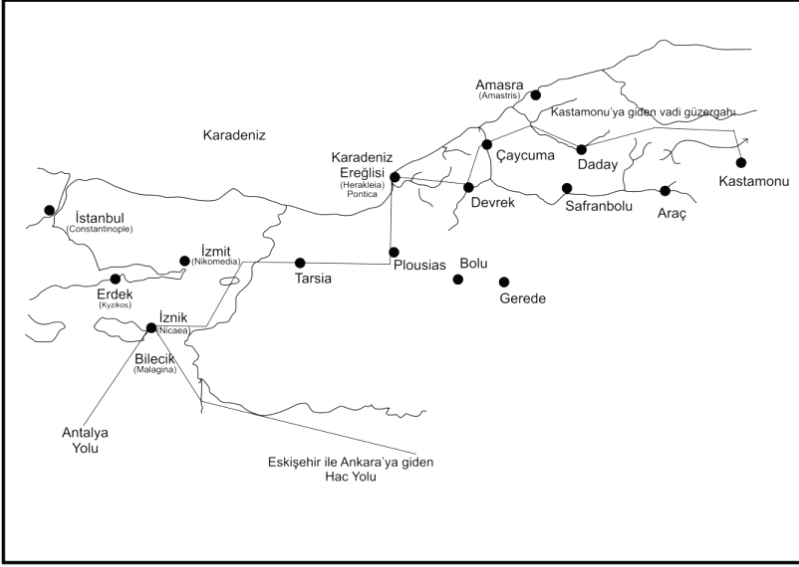 Amasra
(Amastris)
Kastamonu'ya giden vadi güzergahı
Karadeniz
Karadeniz
Ereğlisi
(Herakleia)
Pontica
Çaycuma
Daday
Kastamonu
Devrek
Safranbolu
Araç
İstanbul
(Constantinople)
İzmit
(Nikomedia)
Tarsia
Plousias
Bolu
Gerede
Erdek
(Kyzikos)
İznik
(Nicaea)
Bilecik
(Malagina)
Antalya
Yolu
Eskişehir ile Ankara'ya giden
Hac Yolu